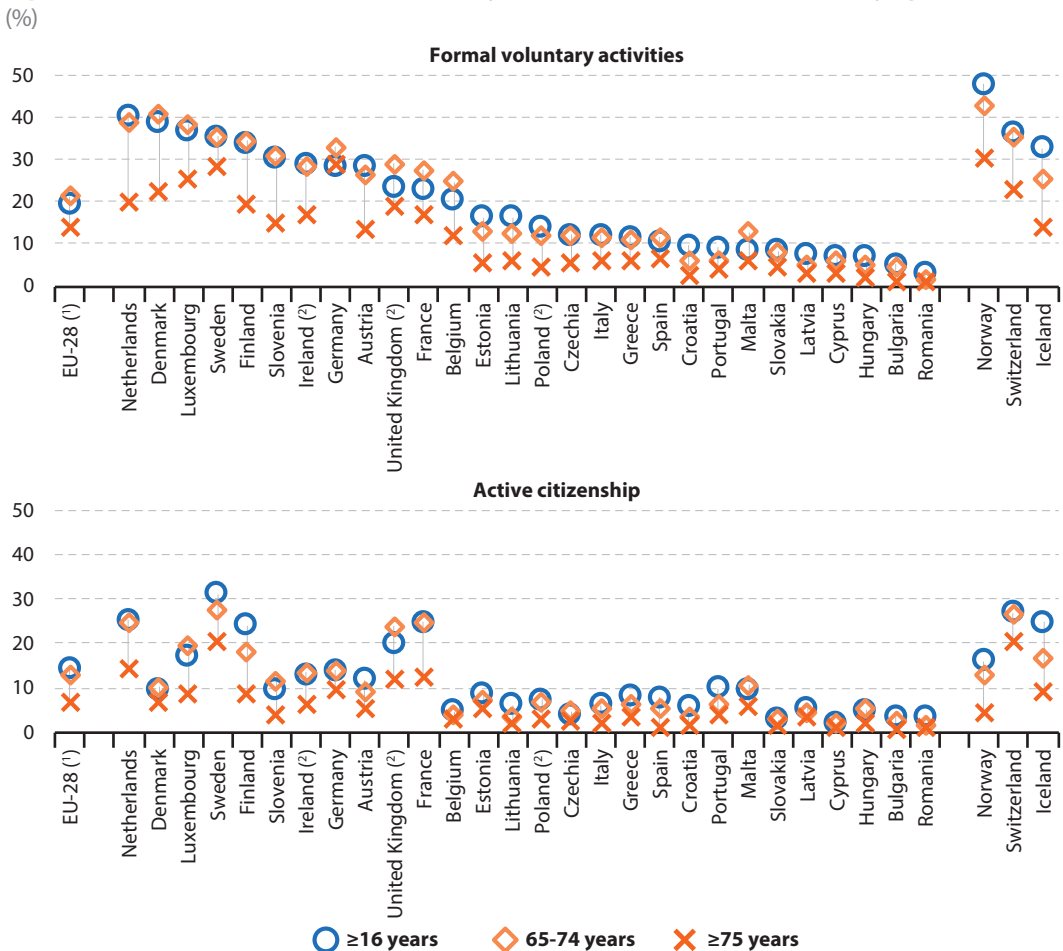 (%)
Formal voluntary activities
50
40
30
20
10
0
EU-28 (¹)
Netherlands
Denmark
Luxembourg
Sweden
Finland
Slovenia
Ireland (²)
Germany
Austria
United Kingdom (²)
France
Belgium
Estonia
Lithuania
Poland (²)
Czechia
Italy
Greece
Spain
Croatia
Portugal
Malta
Slovakia
Latvia
Cyprus
Hungary
Bulgaria
Romania
Norway
Switzerland
Iceland
Active citizenship
50
40
30
20
10
0
EU-28 (¹)
Netherlands
Denmark
Luxembourg
Sweden
Finland
Slovenia
Ireland (²)
Germany
Austria
United Kingdom (²)
France
Belgium
Estonia
Lithuania
Poland (²)
Czechia
Italy
Greece
Spain
Croatia
Portugal
Malta
Slovakia
Latvia
Cyprus
Hungary
Bulgaria
Romania
Norway
Switzerland
Iceland
≥16 years 65-74 years ≥75 years